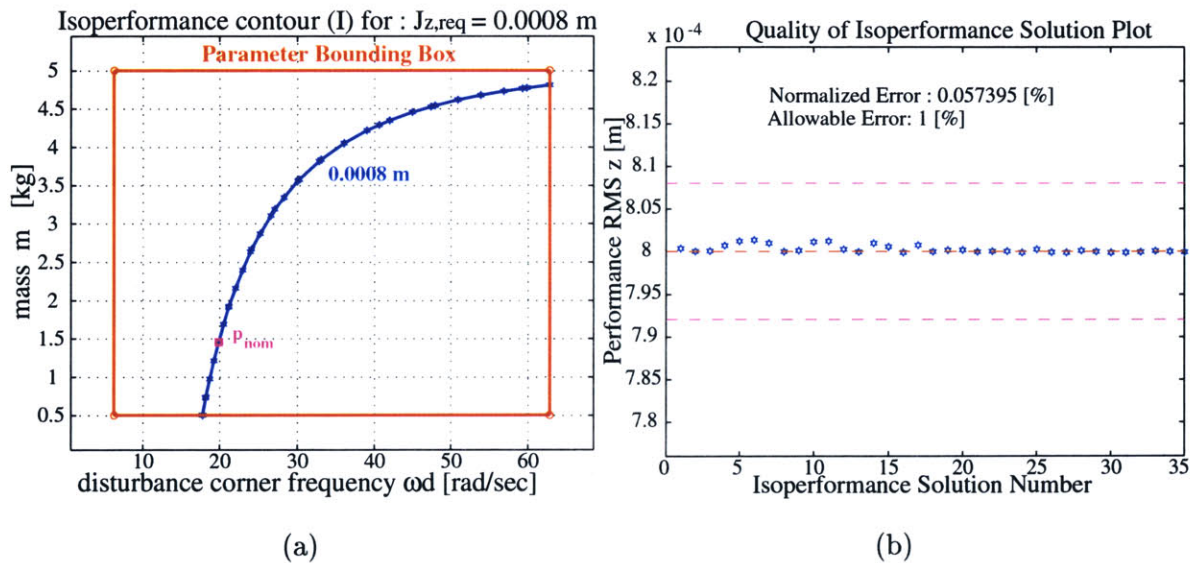 Isoperformance contour (I) for : Jz,req = 0.0008 m
Parameter Bounding Box
5
4.5
4
3.5
3
2.5
2
1.5
1
0.5
mass m [kg]
0.0008 m
pnom
10 20 30 40 50 60
disturbance corner frequency ωd [rad/sec]
(a)
x 10-4
Quality of Isoperformance Solution Plot
8.2
8.15
8.1
8.05
8
7.95
7.9
7.85
7.8
Performance RMS z [m]
Normalized Error : 0.057395 [%]
Allowable Error: 1 [%]
0 5 10 15 20 25 30 35
Isoperformance Solution Number
(b)